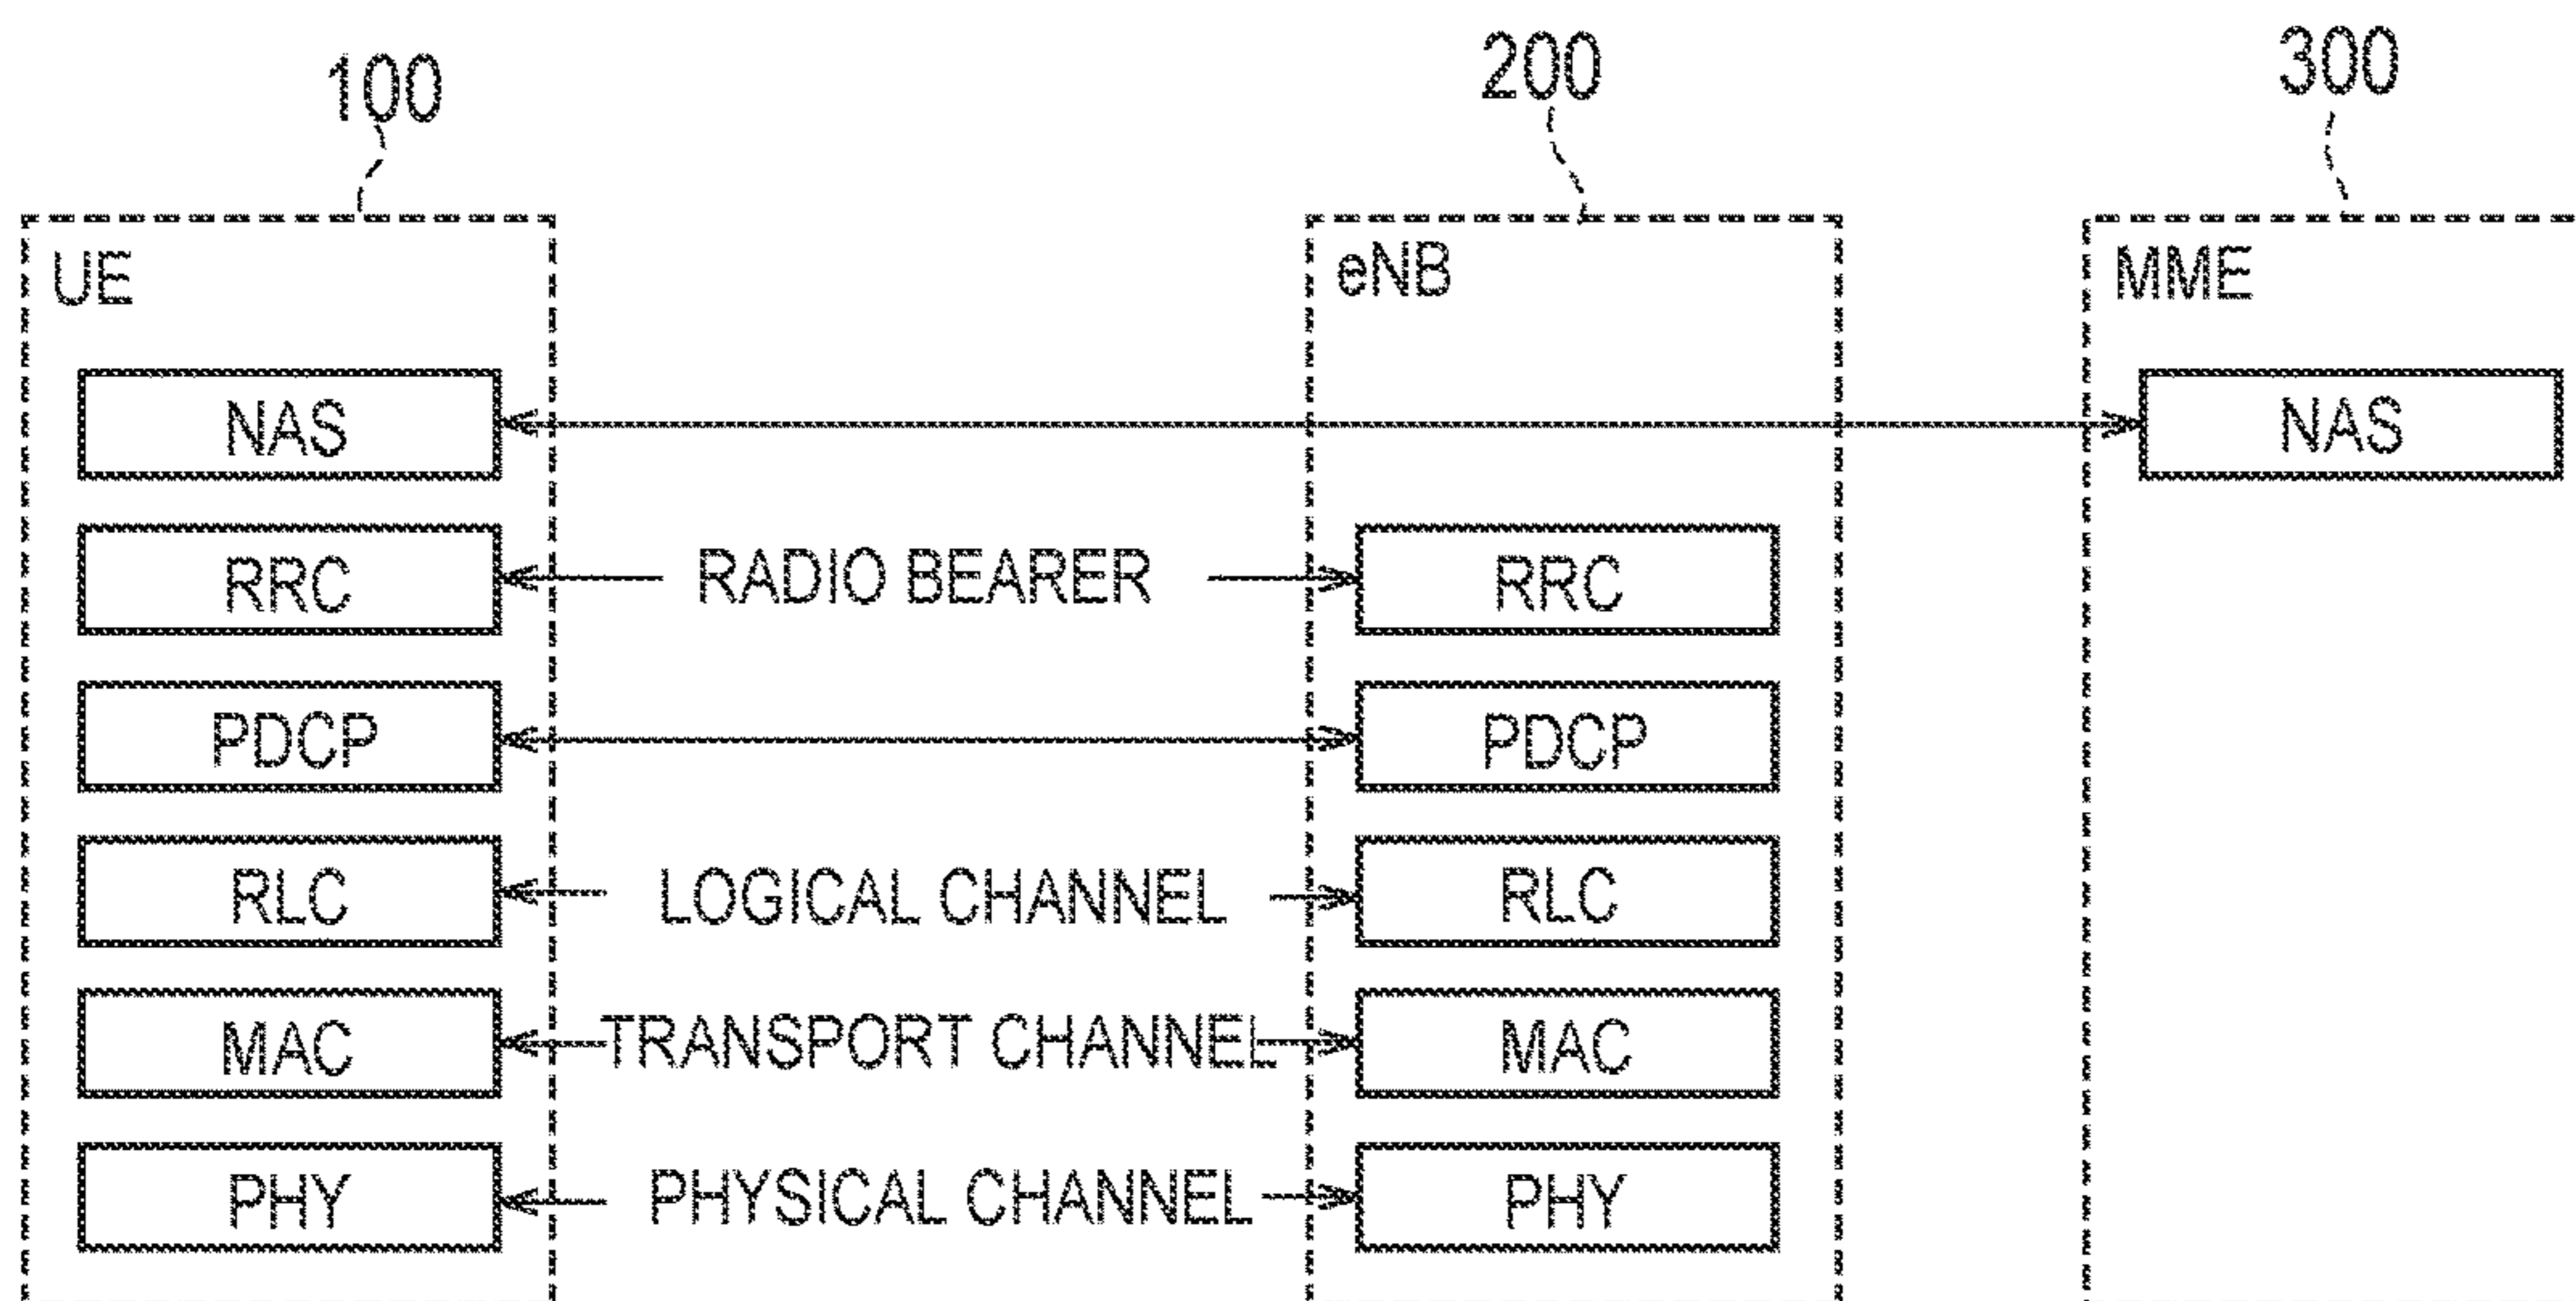 100 200 300
UE eNB MME
NAS NAS
RRC RADIO BEARER RRC
PDCP PDCP
RLC LOGICAL CHANNEL RLC
MAC TRANSPORT CHANNEL MAC
PHY PHYSICAL CHANNEL PHY